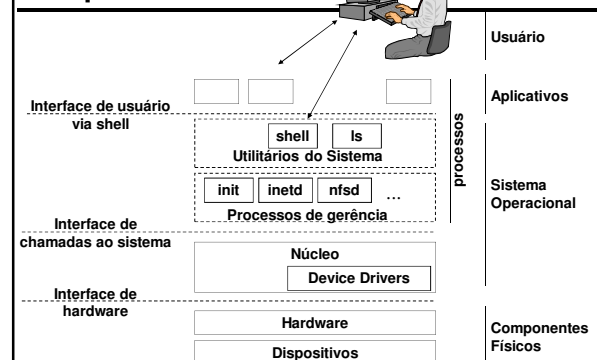 Usuário
Aplicativos
Interface de usuário
via shell
shell
ls
Utilitários do Sistema
processos
init
inetd
nfsd
...
Processos de gerência
Sistema
Operacional
Interface de
chamadas ao sistema
Núcleo
Device Drivers
Interface de
hardware
Hardware
Dispositivos
Componentes
Físicos